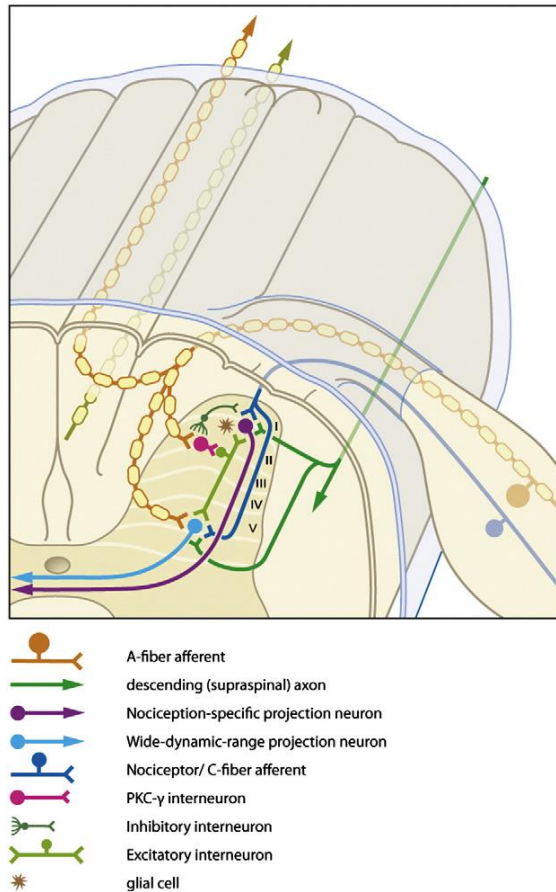 I
II
III
IV
V
A-fiber afferent
descending (supraspinal) axon
Nociception-specific projection neuron
Wide-dynamic-range projection neuron
Nociceptor/ C-fiber afferent
PKC-γ interneuron
Inhibitory interneuron
Excitatory interneuron
glial cell